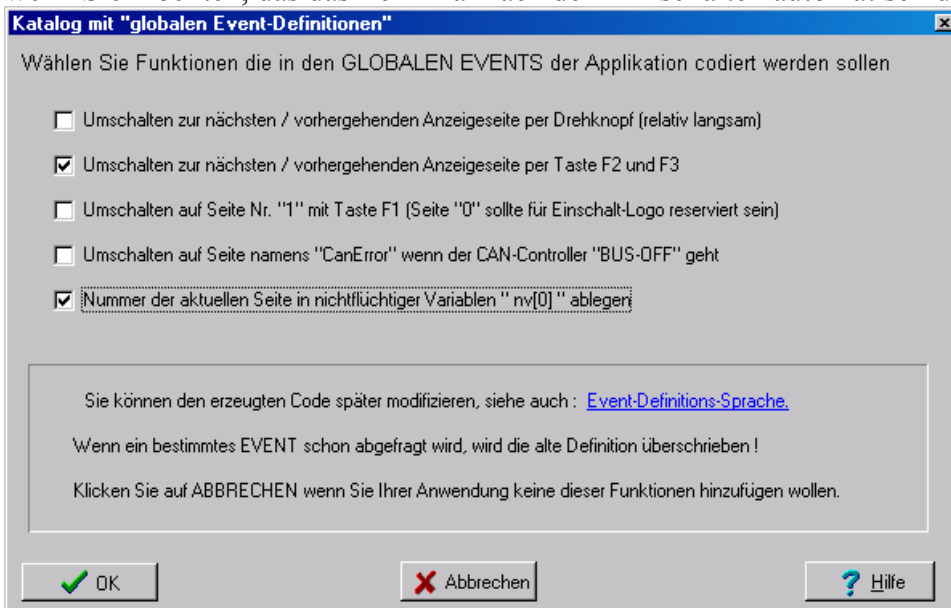 Katalog mit "globalen Event-Definitionen"
Wählen Sie Funktionen die in den GLOBALEN EVENTS der Applikation codiert werden sollen
Umschalten zur nächsten / vorhergehenden Anzeigeseite per Drehknopf (relativ langsam)
Umschalten zur nächsten / vorhergehenden Anzeigeseite per Taste F2 und F3
Umschalten auf Seite Nr. "1" mit Taste F1 (Seite "0" sollte für Einschalt-Logo reserviert sein)
Umschalten auf Seite namens "CanError" wenn der CAN-Controller "BUS-OFF" geht
Nummer der aktuellen Seite in nichtflüchtiger Variablen " nv[0] " ablegen
Sie können den erzeugten Code später modifizieren, siehe auch : Event-Definitions-Sprache.
Wenn ein bestimmtes EVENT schon abgefragt wird, wird die alte Definition überschrieben !
Klicken Sie auf ABBRECHEN wenn Sie Ihrer Anwendung keine dieser Funktionen hinzufügen wollen.
OK Abbrechen Hilfe